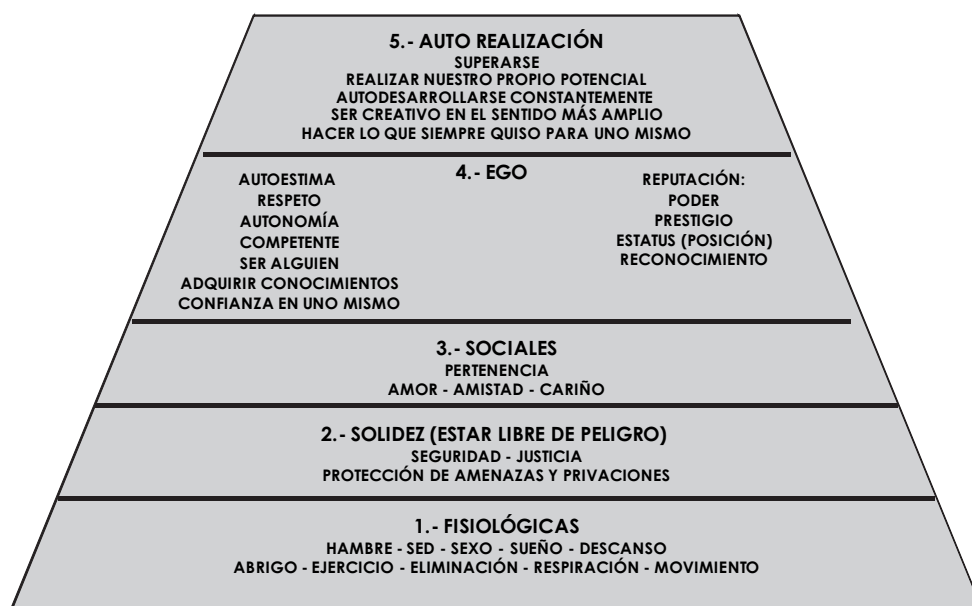 5.- AUTO REALIZACIÓN
SUPERARSE
REALIZAR NUESTRO PROPIO POTENCIAL
AUTODESARROLLARSE CONSTANTEMENTE
SER CREATIVO EN EL SENTIDO MÁS AMPLIO
HACER LO QUE SIEMPRE QUISO PARA UNO MISMO
4.- EGO
AUTOESTIMA
RESPETO
AUTONOMÍA
COMPETENTE
SER ALGUIEN
ADQUIRIR CONOCIMIENTOS
CONFIANZA EN UNO MISMO
REPUTACIÓN:
PODER
PRESTIGIO
ESTATUS (POSICIÓN)
RECONOCIMIENTO
3.- SOCIALES
PERTENENCIA
AMOR - AMISTAD - CARIÑO
2.- SOLIDEZ (ESTAR LIBRE DE PELIGRO)
SEGURIDAD - JUSTICIA
PROTECCIÓN DE AMENAZAS Y PRIVACIONES
1.- FISIOLÓGICAS
HAMBRE - SED - SEXO - SUEÑO - DESCANSO
ABRIGO - EJERCICIO - ELIMINACIÓN - RESPIRACIÓN - MOVIMIENTO